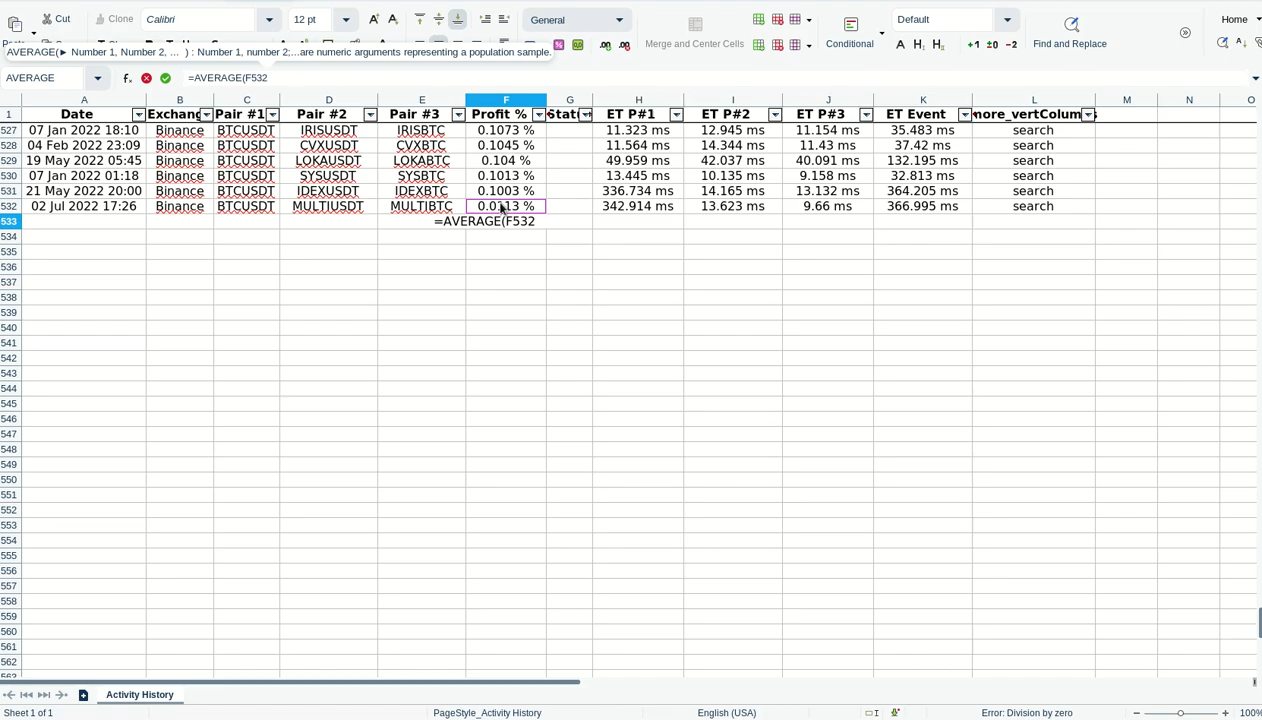 Cut Clone Calibri 12 pt General Default Home
Merge and Center Cells Conditional +1 ±0 −2 Find and Replace
AVERAGE(► Number 1, Number 2, ... ) : Number 1, number 2;...are numeric arguments representing a population sample.
AVERAGE =AVERAGE(F532
A B C D E F G H I J K L M N O
1 Date Exchang Pair #1 Pair #2 Pair #3 Profit % State ET P#1 ET P#2 ET P#3 ET Event more_vertColumns
527 07 Jan 2022 18:10 Binance BTCUSDT IRISUSDT IRISBTC 0.1073 % 11.323 ms 12.945 ms 11.154 ms 35.483 ms search
528 04 Feb 2022 23:09 Binance BTCUSDT CVXUSDT CVXBTC 0.1045 % 11.564 ms 14.344 ms 11.43 ms 37.42 ms search
529 19 May 2022 05:45 Binance BTCUSDT LOKAUSDT LOKABTC 0.104 % 49.959 ms 42.037 ms 40.091 ms 132.195 ms search
530 07 Jan 2022 01:18 Binance BTCUSDT SYSUSDT SYSBTC 0.1013 % 13.445 ms 10.135 ms 9.158 ms 32.813 ms search
531 21 May 2022 20:00 Binance BTCUSDT IDEXUSDT IDEXBTC 0.1003 % 336.734 ms 14.165 ms 13.132 ms 364.205 ms search
532 02 Jul 2022 17:26 Binance BTCUSDT MULTIUSDT MULTIBTC 342.914 ms 13.623 ms 9.66 ms 366.995 ms search
533 =AVERAGE(F532
534
535
536
537
538
539
540
541
542
543
544
545
546
547
548
549
550
551
552
553
554
555
556
557
558
559
560
561
562
Activity History
Sheet 1 of 1 PageStyle_Activity History English (USA) Error: Division by zero 100%